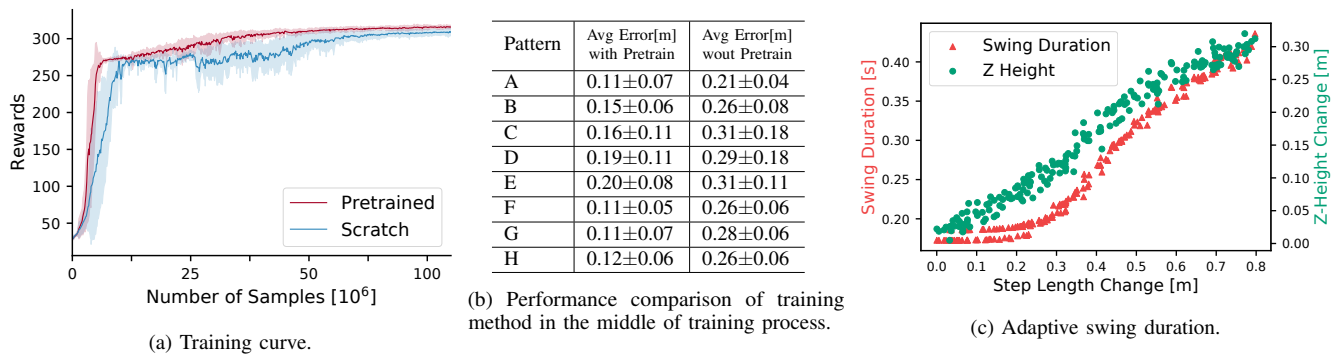 Rewards
300
250
200
150
100
50
0
25
50
100
Pretrained
Scratch
Number of Samples [10^6]
(a) Training curve.
Pattern | Avg Error[m] with Pretrain | Avg Error[m] wout Pretrain
A | 0.11±0.07 | 0.21±0.04
B | 0.15±0.06 | 0.26±0.08
C | 0.16±0.11 | 0.31±0.18
D | 0.19±0.11 | 0.29±0.18
E | 0.20±0.08 | 0.31±0.11
F | 0.11±0.05 | 0.26±0.06
G | 0.11±0.07 | 0.28±0.06
H | 0.12±0.06 | 0.26±0.06
(b) Performance comparison of training
method in the middle of training process.
Swing Duration [s]
0.40
0.35
0.30
0.25
0.20
Swing Duration
Z Height
0.30
0.25
0.20
0.15
0.10
0.05
0.00
Z-Height Change [m]
0.0 0.1 0.2 0.3 0.4 0.5 0.6 0.7 0.8
Step Length Change [m]
(c) Adaptive swing duration.